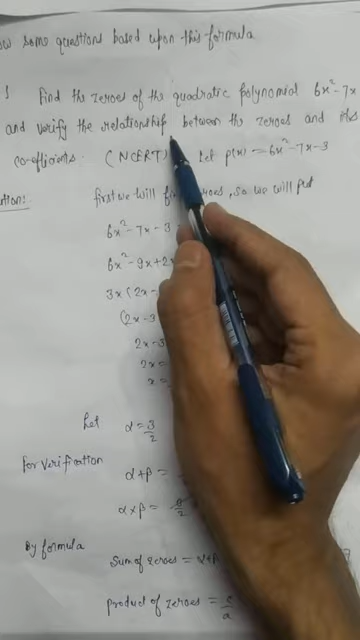 some questions based upon this formula
Find the zeroes of the quadratic polynomial 6x² - 7x
and verify the relationship between the zeroes and its
co-efficients. (NCERT) Let p(x) = 6x² - 7x - 3
first we will so we will put
6x² - 7x - 3
6x² - 9x + 2x
3x (2x -
(2x - 3
2x - 3
2x =
x =
Let α = 3/2
For verification α + β =
α × β =
By formula
Sum of zeroes = α + β
product of zeroes = c/a